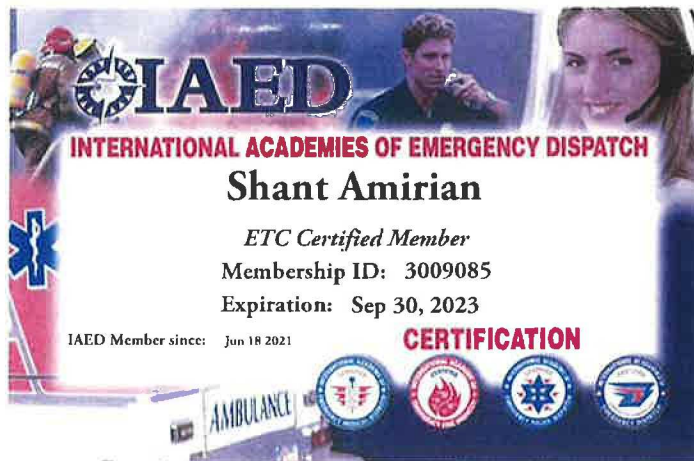 IAED
INTERNATIONAL ACADEMIES OF EMERGENCY DISPATCH
Shant Amirian
ETC Certified Member
Membership ID: 3009085
Expiration: Sep 30, 2023
IAED Member since: Jun 18 2021
CERTIFICATION
AMBULANCE